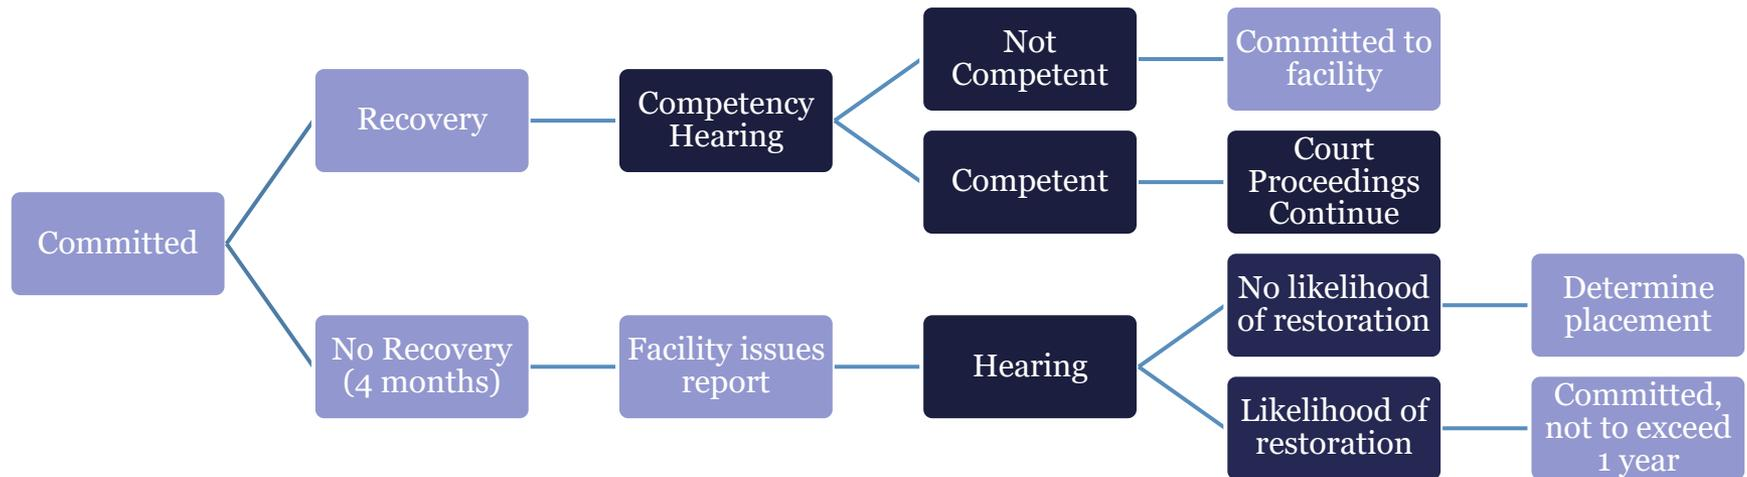 Committed
Recovery
Competency
Hearing
Not
Competent
Committed to
facility
Competent
Court
Proceedings
Continue
No Recovery
(4 months)
Facility issues
report
Hearing
No likelihood
of restoration
Determine
placement
Likelihood of
restoration
Committed,
not to exceed
1 year